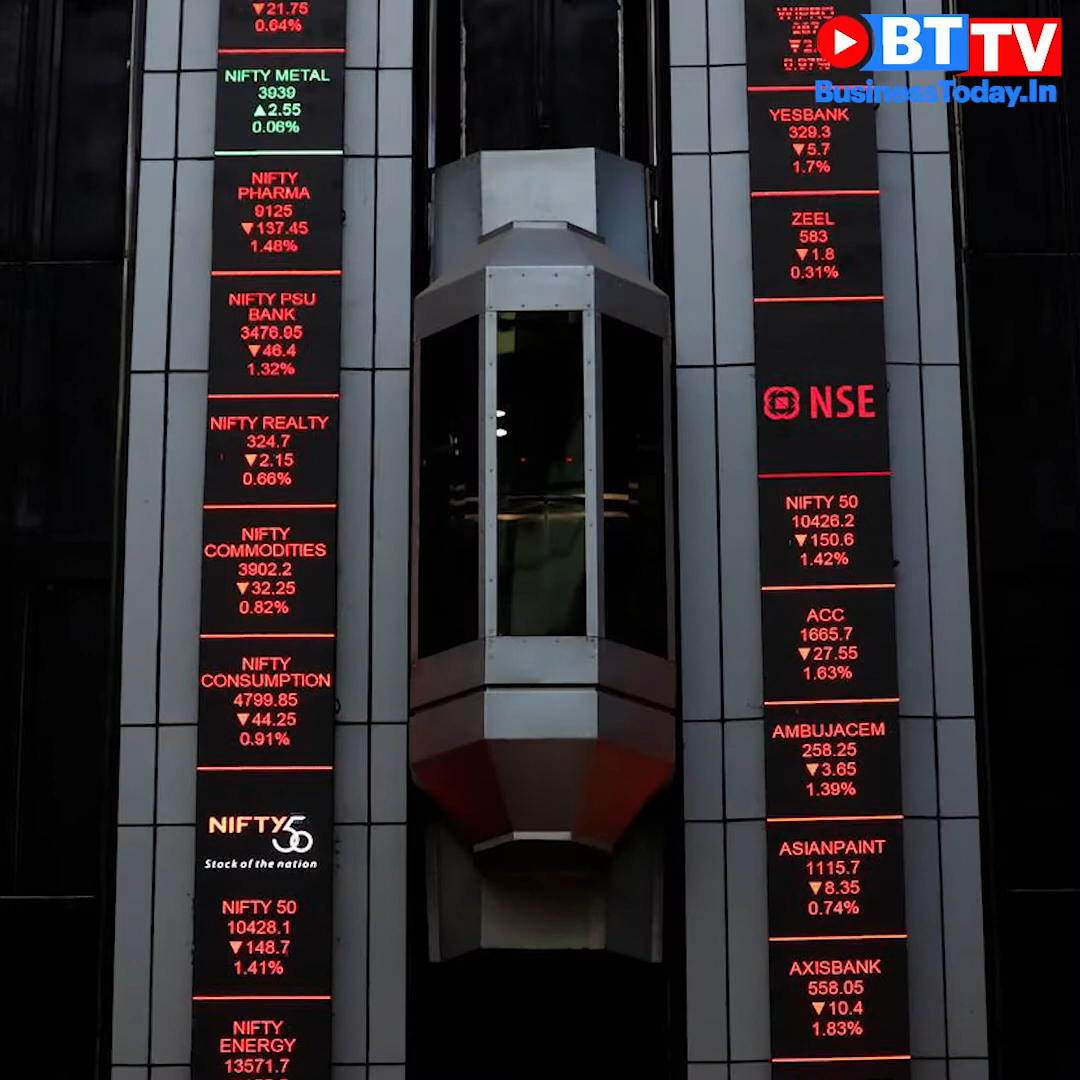 ▼21.75
0.64%
NIFTY METAL
3939
▲2.55
0.06%
NIFTY
PHARMA
9125
▼137.45
1.48%
NIFTY PSU
BANK
3476.95
▼46.4
1.32%
NIFTY REALTY
324.7
▼2.15
0.66%
NIFTY
COMMODITIES
3902.2
▼32.25
0.82%
NIFTY
CONSUMPTION
4799.85
▼44.25
0.91%
NIFTY50
Stock of the nation
NIFTY 50
10428.1
▼148.7
1.41%
NIFTY
ENERGY
13571.7
WIPRO
0.97%
BT TV
BusinessToday.In
YESBANK
329.3
▼5.7
1.7%
ZEEL
583
▼1.8
0.31%
NSE
NIFTY 50
10426.2
▼150.6
1.42%
ACC
1665.7
▼27.55
1.63%
AMBUJACEM
258.25
▼3.65
1.39%
ASIANPAINT
1115.7
▼8.35
0.74%
AXISBANK
558.05
▼10.4
1.83%